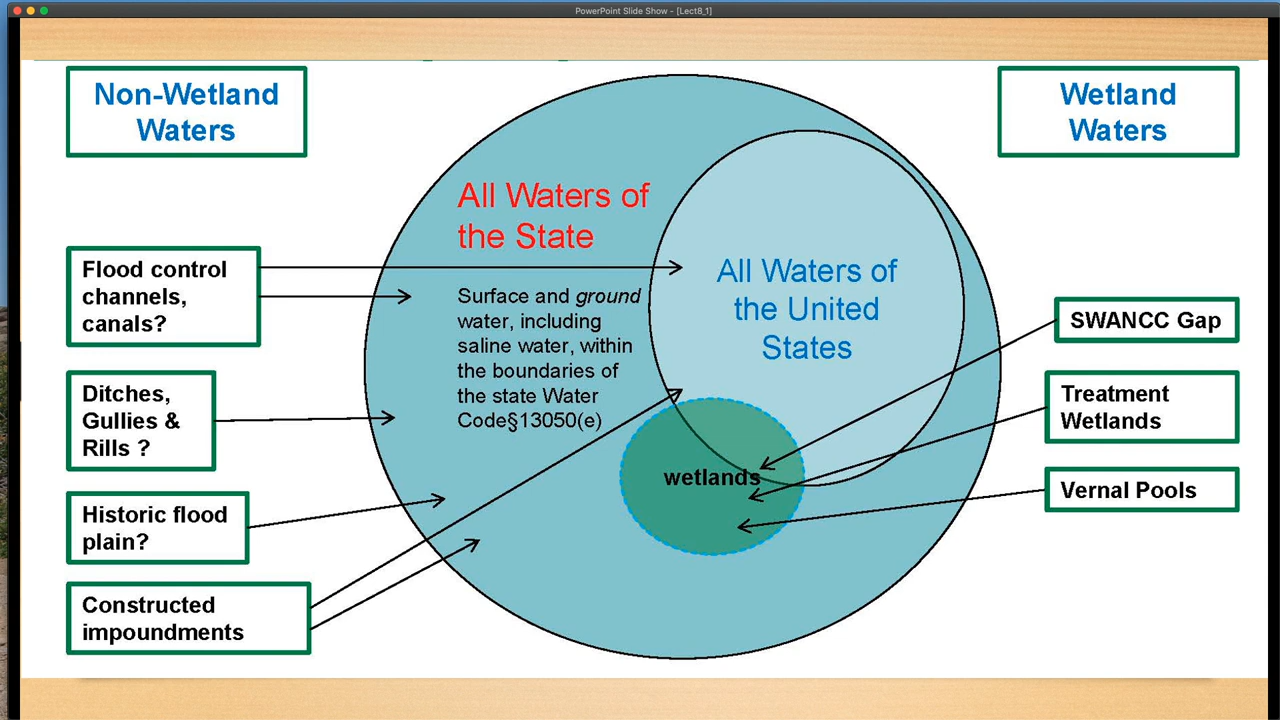 PowerPoint Slide Show - [Lect8_1]
Non-Wetland
Waters
Wetland
Waters
All Waters of
the State
Surface and ground
water, including
saline water, within
the boundaries of
the state Water
Code§13050(e)
All Waters of
the United
States
wetlands
Flood control
channels,
canals?
Ditches,
Gullies &
Rills ?
Historic flood
plain?
Constructed
impoundments
SWANCC Gap
Treatment
Wetlands
Vernal Pools